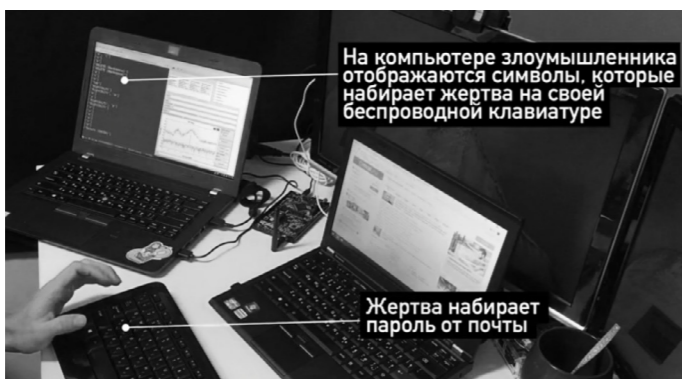 На компьютере злоумышленника
отображаются символы, которые
набирает жертва на своей
беспроводной клавиатуре
Жертва набирает
пароль от почты